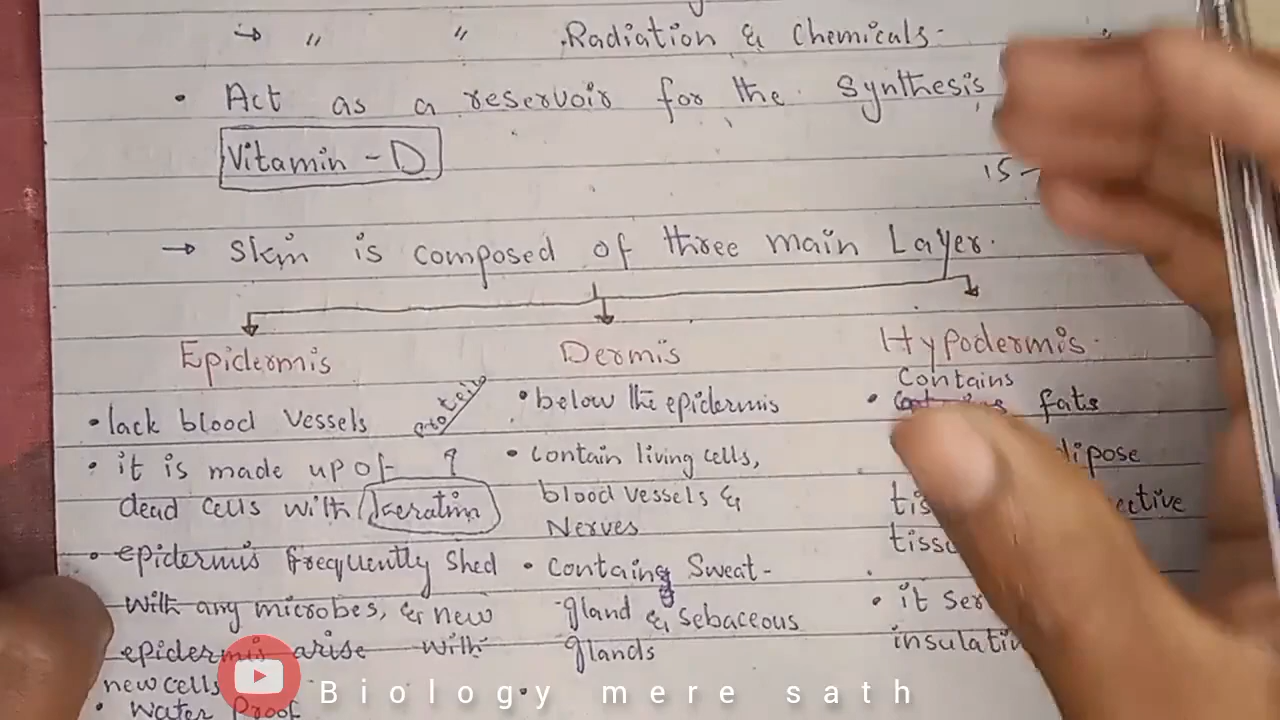 → " " Radiation & Chemicals-
• Act as a reservoir for the synthesis
Vitamin - D
15-
→ Skin is composed of three main Layer.
Epidermis
• lack blood vessels
• it is made up of
dead cells with keratin
protein
• epidermis frequently shed
with any microbes, & new
epidermis arise with
new cells
• Water Proof
Dermis
• below the epidermis
• contain living cells,
blood vessels &
Nerves
• contains Sweat-
gland & sebaceous
glands
•
Hypodermis.
• Contains fats
tissue
• it
Biology mere sath